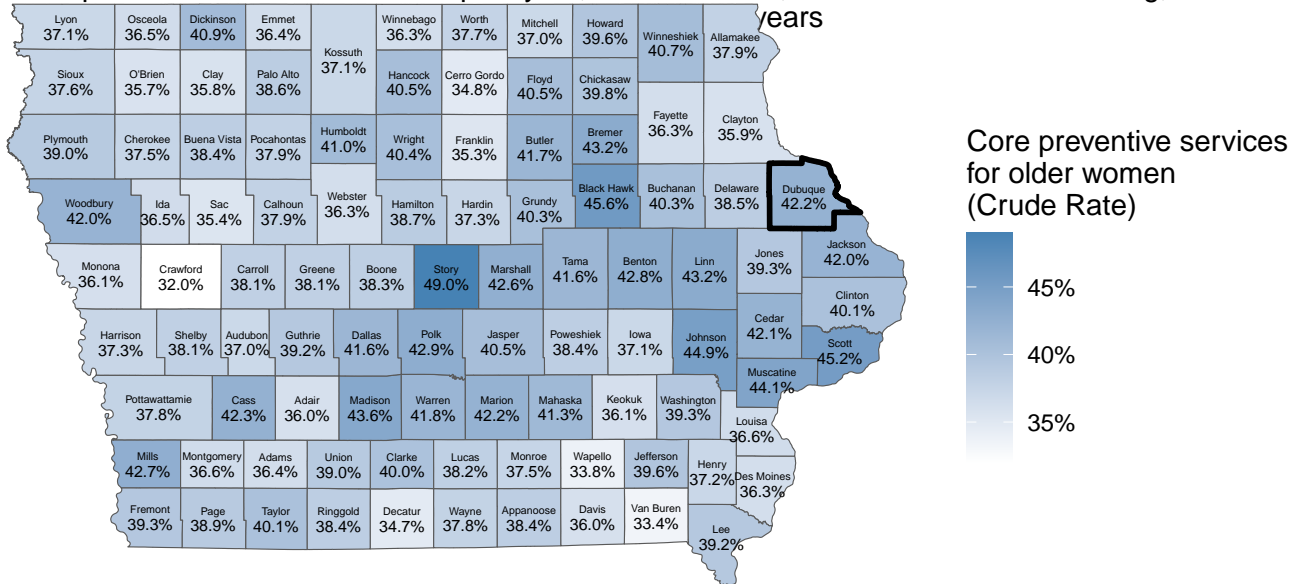 years
Lyon Osceola Dickinson Emmet Winnebago Worth Mitchell Howard
37.1% 36.5% 40.9% 36.4% 36.3% 37.7% 37.0% 39.6%
Kossuth Winneshiek Allamakee
37.1% 40.7% 37.9%
Sioux O'Brien Clay Palo Alto Hancock Cerro Gordo Floyd Chickasaw
37.6% 35.7% 35.8% 38.6% 40.5% 34.8% 40.5% 39.8%
Fayette Clayton
36.3% 35.9%
Plymouth Cherokee Buena Vista Pocahontas Humboldt Wright Franklin Butler Bremer
39.0% 37.5% 38.4% 37.9% 41.0% 40.4% 35.3% 41.7% 43.2%
Woodbury Ida Sac Calhoun Webster Hamilton Hardin Grundy Black Hawk Buchanan Delaware Dubuque
42.0% 36.5% 35.4% 37.9% 36.3% 38.7% 37.3% 40.3% 45.6% 40.3% 38.5% 42.2%
Monona Crawford Carroll Greene Boone Story Marshall Tama Benton Linn Jones Jackson
36.1% 32.0% 38.1% 38.1% 38.3% 49.0% 42.6% 41.6% 42.8% 43.2% 39.3% 42.0%
Clinton
40.1%
Harrison Shelby Audubon Guthrie Dallas Polk Jasper Poweshiek Iowa Johnson Cedar Scott
37.3% 38.1% 37.0% 39.2% 41.6% 42.9% 40.5% 38.4% 37.1% 44.9% 42.1% 45.2%
Muscatine
44.1%
Pottawattamie Cass Adair Madison Warren Marion Mahaska Keokuk Washington Louisa
37.8% 42.3% 36.0% 43.6% 41.8% 42.2% 41.3% 36.1% 39.3% 36.6%
Mills Montgomery Adams Union Clarke Lucas Monroe Wapello Jefferson Henry Des Moines
42.7% 36.6% 36.4% 39.0% 40.0% 38.2% 37.5% 33.8% 39.6% 37.2% 36.3%
Fremont Page Taylor Ringgold Decatur Wayne Appanoose Davis Van Buren Lee
39.3% 38.9% 40.1% 38.4% 34.7% 37.8% 38.4% 36.0% 33.4% 39.2%
Core preventive services
for older women
(Crude Rate)
45%
40%
35%